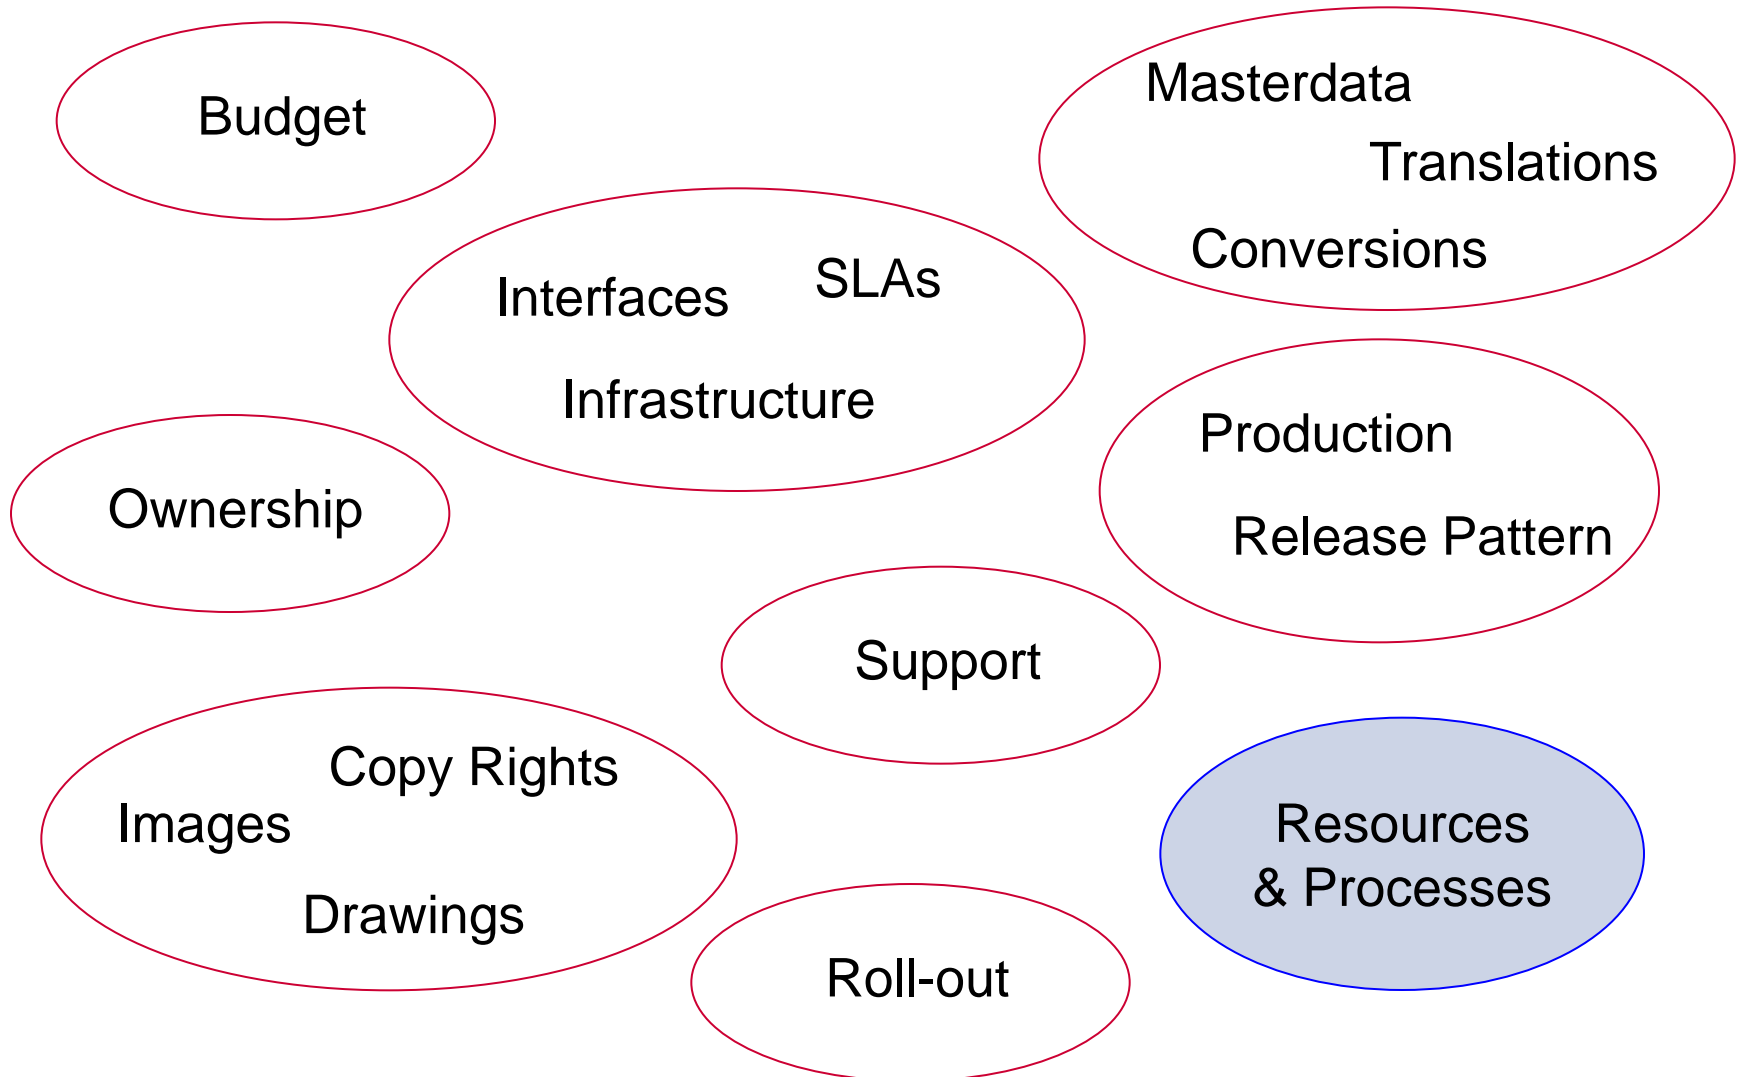 Budget
Masterdata
Translations
Conversions
Interfaces
SLAs
Infrastructure
Production
Release Pattern
Ownership
Support
Copy Rights
Images
Drawings
Resources
& Processes
Roll-out